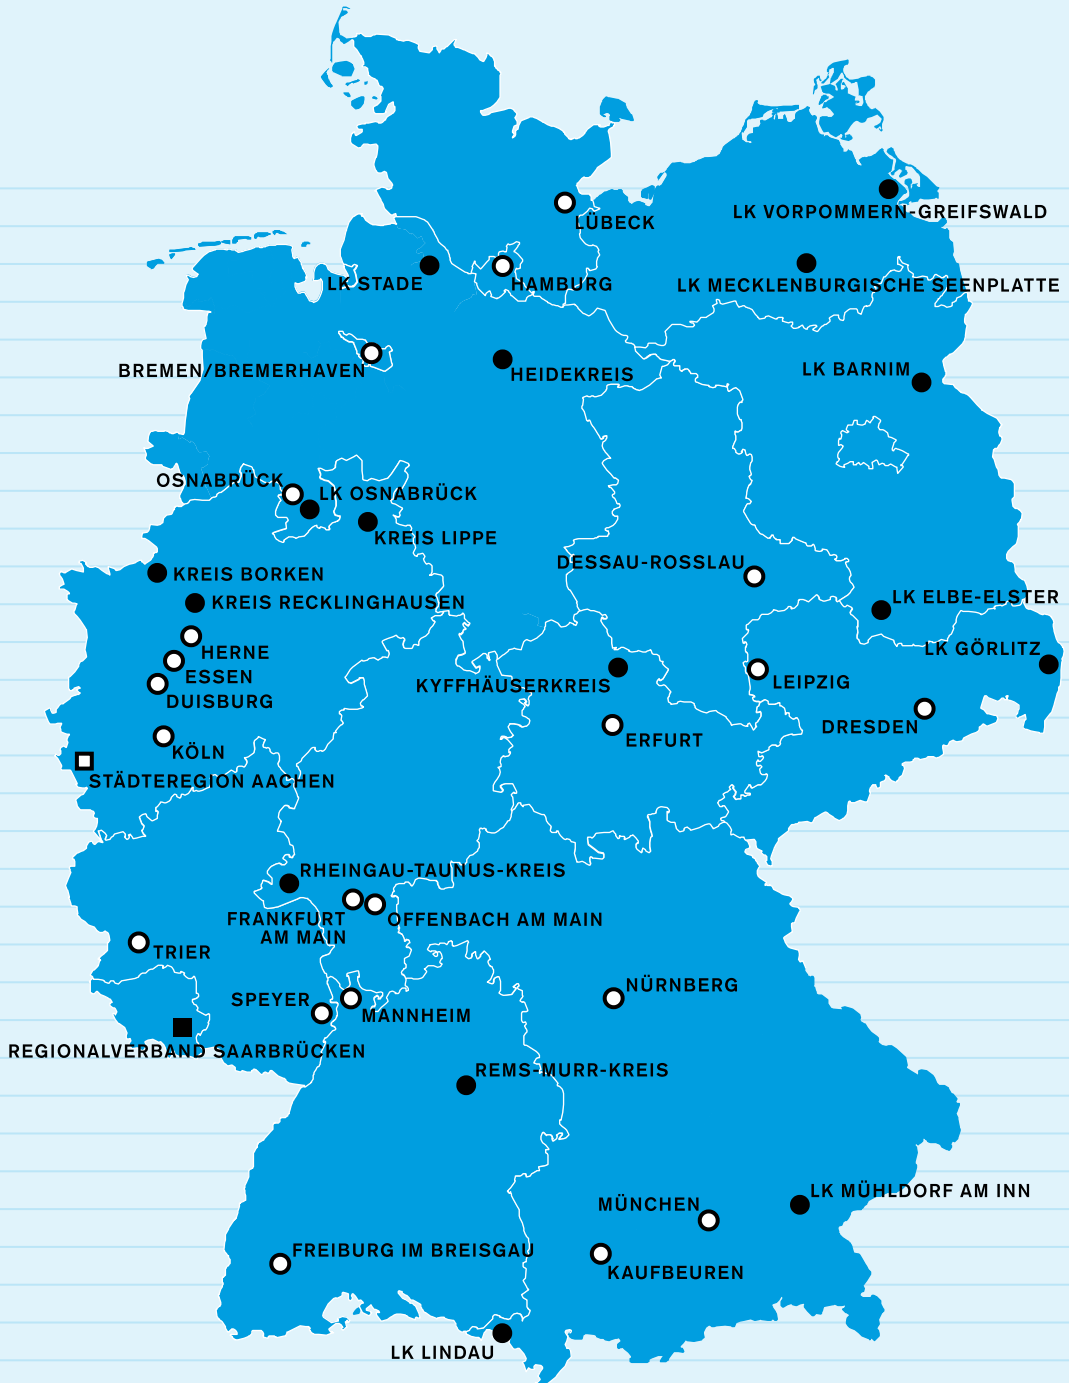 LK VORPOMMERN-GREIFSWALD
LÜBECK
LK STADE
HAMBURG
LK MECKLENBURGISCHE SEENPLATTE
BREMEN/BREMERHAVEN
HEIDEKREIS
LK BARNIM
OSNABRÜCK
LK OSNABRÜCK
KREIS LIPPE
DESSAU-ROSSLAU
KREIS BORKEN
LK ELBE-ELSTER
KREIS RECKLINGHAUSEN
HERNE
LK GÖRLITZ
ESSEN
KYFFHÄUSERKREIS
LEIPZIG
DUISBURG
DRESDEN
ERFURT
KÖLN
STÄDTEREGION AACHEN
RHEINGAU-TAUNUS-KREIS
FRANKFURT
AM MAIN
OFFENBACH AM MAIN
TRIER
NÜRNBERG
SPEYER
MANNHEIM
REGIONALVERBAND SAARBRÜCKEN
REMS-MURR-KREIS
LK MÜHLDORF AM INN
MÜNCHEN
FREIBURG IM BREISGAU
KAUFBEUREN
LK LINDAU